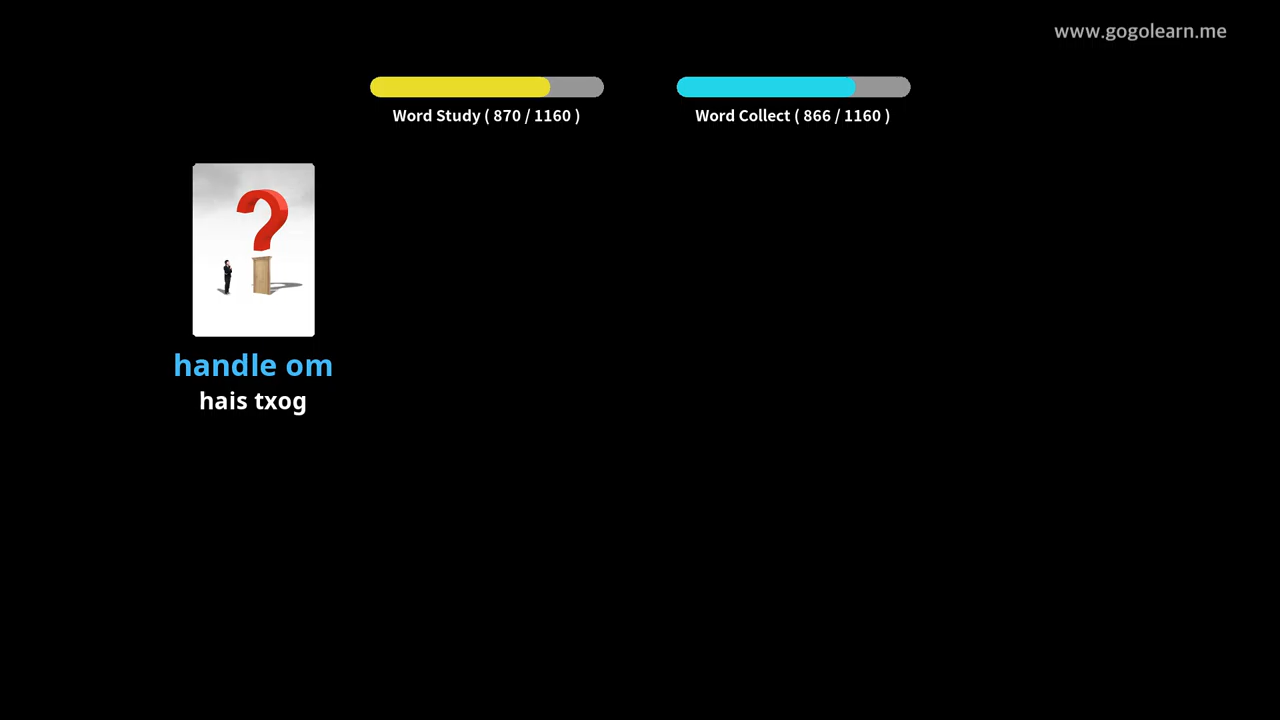 www.gogolearn.me
Word Study ( 870 / 1160 )
Word Collect ( 866 / 1160 )
?
handle om
hais txog